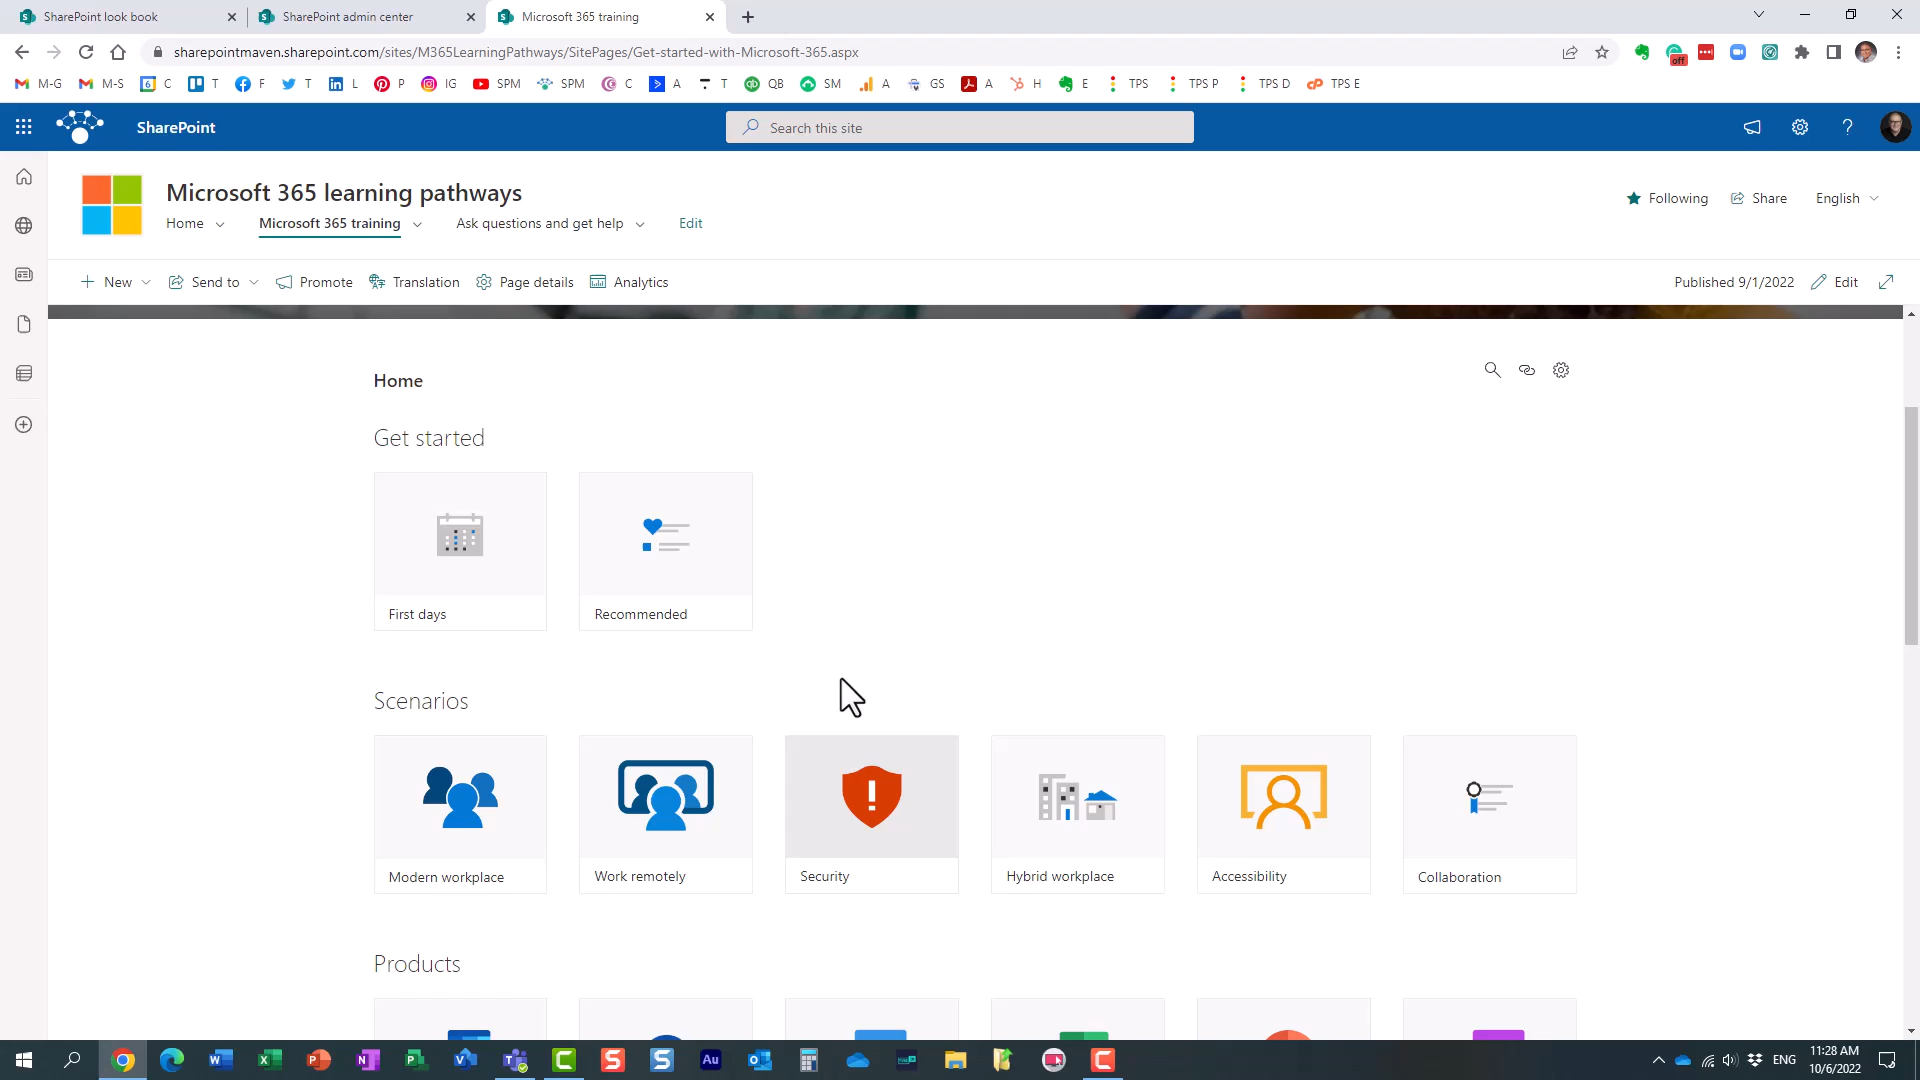 SharePoint look book
SharePoint admin center
Microsoft 365 training
sharepointmaven.sharepoint.com/sites/M365LearningPathways/SitePages/Get-started-with-Microsoft-365.aspx
off
M-G M-S 6 C T F T L P IG SPM SPM C A T QB SM A GS A H E TPS TPS P TPS D TPS E
SharePoint
Search this site
Microsoft 365 learning pathways
Following Share English
Home Microsoft 365 training Ask questions and get help Edit
New Send to Promote Translation Page details Analytics
Published 9/1/2022 Edit
Home
Get started
First days Recommended
Scenarios
Modern workplace Work remotely Security Hybrid workplace Accessibility Collaboration
Products
ENG
11:28 AM
10/6/2022